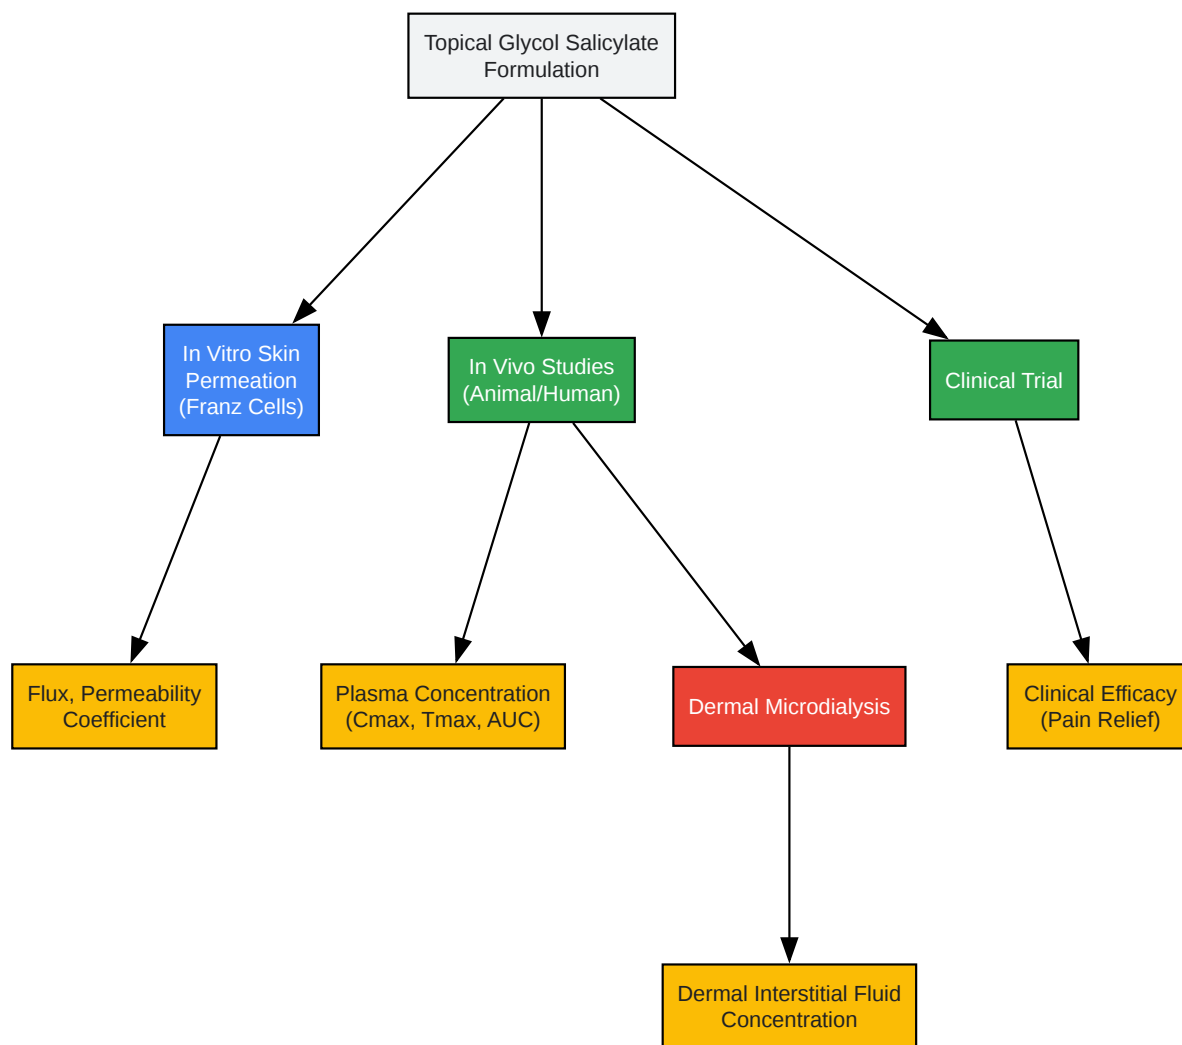 Topical Glycol Salicylate
Formulation
In Vitro Skin
Permeation
(Franz Cells)
In Vivo Studies
(Animal/Human)
Clinical Trial
Flux, Permeability
Coefficient
Plasma Concentration
(Cmax, Tmax, AUC)
Dermal Microdialysis
Clinical Efficacy
(Pain Relief)
Dermal Interstitial Fluid
Concentration